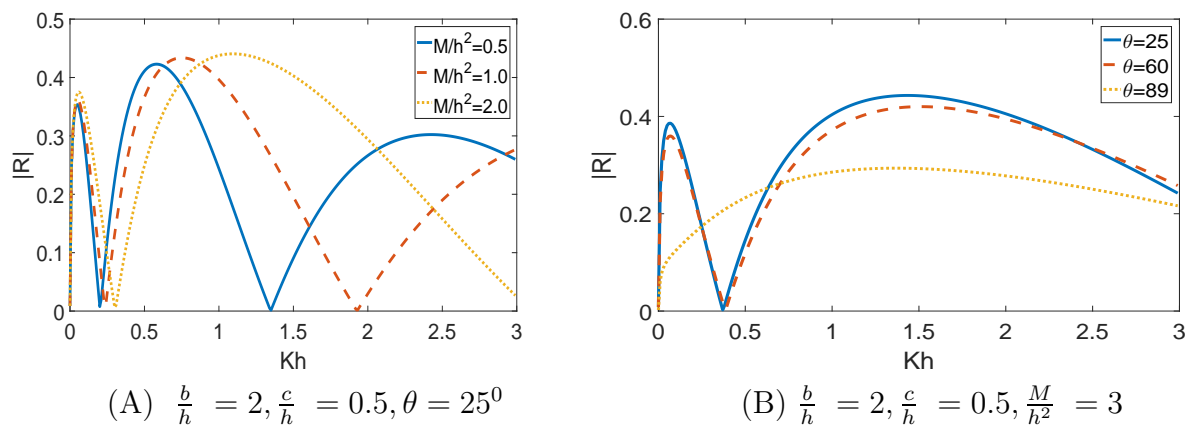 0.5
0.4
0.3
0.2
0.1
0
|R|
0 0.5 1 1.5 2 2.5 3
Kh
M/h²=0.5
M/h²=1.0
M/h²=2.0
(A) b/h = 2, c/h = 0.5, θ = 25⁰
0.6
0.4
0.2
0
|R|
0 0.5 1 1.5 2 2.5 3
Kh
θ=25
θ=60
θ=89
(B) b/h = 2, c/h = 0.5, M/h² = 3